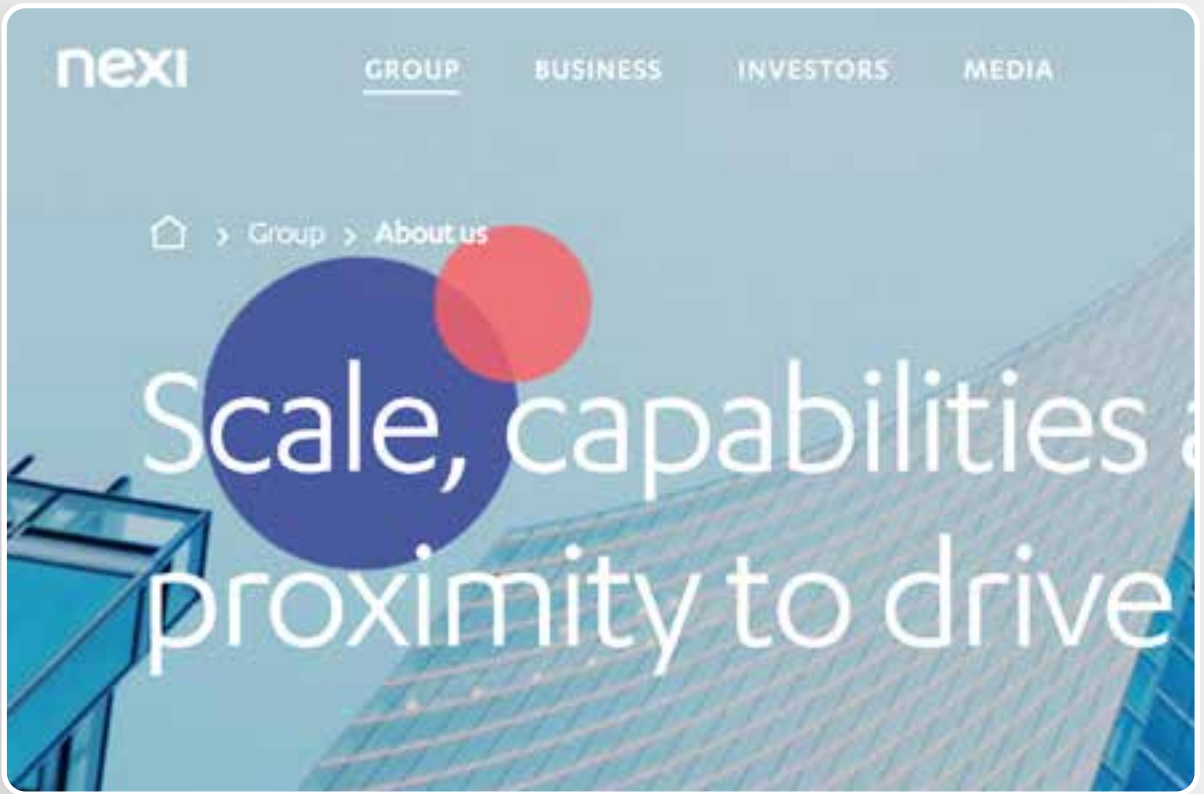 nexi
GROUP BUSINESS INVESTORS MEDIA
> Group > About us
Scale, capabilities a
proximity to drive